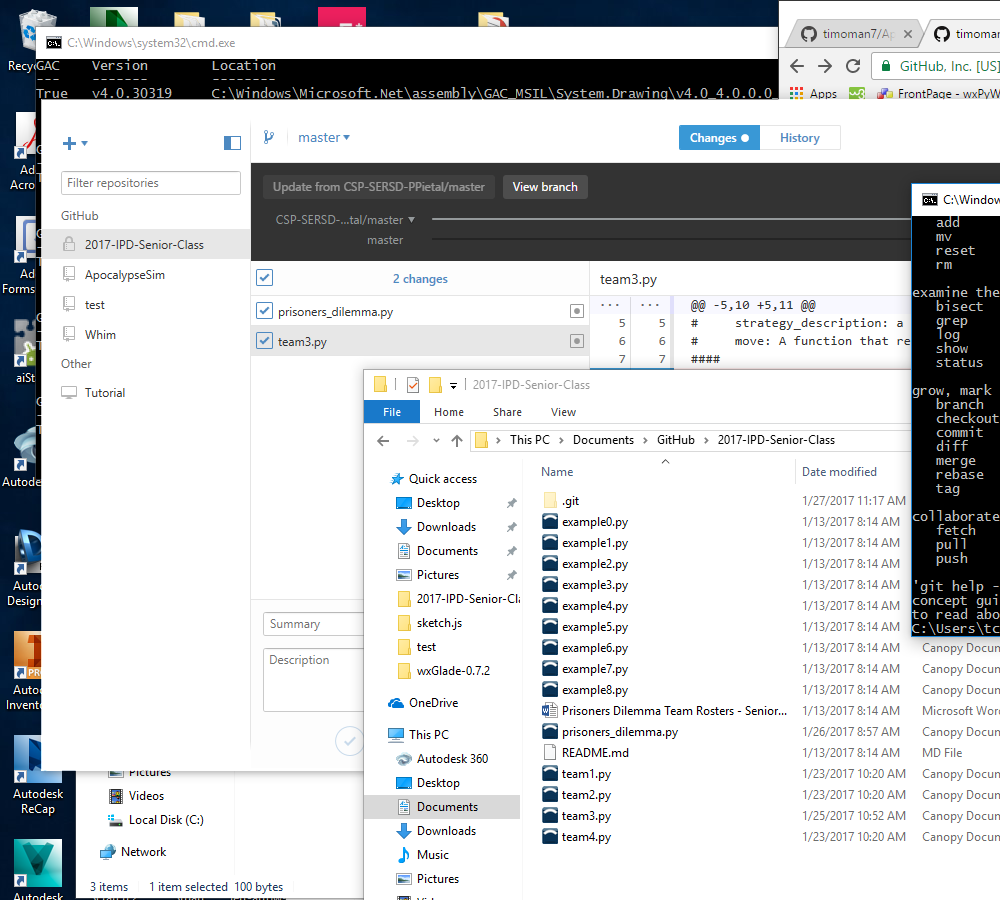 Recy
Ad
Acro
Ad
Forms
aiSt
Autode
Auto
Design
Auto
Invento
Autodesk
ReCap
Autodesk
C:\Windows\system32\cmd.exe
GAC Version Location
--- ------- --------
True v4.0.30319 C:\Windows\Microsoft.Net\assembly\GAC_MSIL\System.Drawing\v4.0_4.0.0.0
timoman7/Ap
timoman
GitHub, Inc. [US]
Apps
FrontPage - wxPyW
master
Changes
History
Filter repositories
GitHub
2017-IPD-Senior-Class
ApocalypseSim
test
Whim
Other
Tutorial
Update from CSP-SERSD-PPietal/master
View branch
CSP-SERSD-...tal/master
master
2 changes
prisoners_dilemma.py
team3.py
team3.py
... ... @@ -5,10 +5,11 @@
5 5 # strategy_description: a
6 6 # move: A function that re
7 7 ####
Summary
Description
C:\Window
add
mv
reset
rm
examine the
bisect
grep
log
show
status
grow, mark
branch
checkout
commit
diff
merge
rebase
tag
collaborate
fetch
pull
push
'git help -
concept gui
to read abo
C:\Users\tc
2017-IPD-Senior-Class
File Home Share View
This PC > Documents > GitHub > 2017-IPD-Senior-Class
Quick access
Desktop
Downloads
Documents
Pictures
2017-IPD-Senior-Cla
sketch.js
test
wxGlade-0.7.2
OneDrive
This PC
Autodesk 360
Desktop
Documents
Downloads
Music
Pictures
Name Date modified
.git 1/27/2017 11:17 AM
example0.py 1/13/2017 8:14 AM
example1.py 1/13/2017 8:14 AM
example2.py 1/13/2017 8:14 AM
example3.py 1/13/2017 8:14 AM
example4.py 1/13/2017 8:14 AM
example5.py 1/13/2017 8:14 AM
example6.py 1/13/2017 8:14 AM Canopy Docum
example7.py 1/13/2017 8:14 AM Canopy Docum
example8.py 1/13/2017 8:14 AM Canopy Docum
Prisoners Dilemma Team Rosters - Senior... 1/13/2017 8:14 AM Microsoft Word
prisoners_dilemma.py 1/26/2017 8:57 AM Canopy Docum
README.md 1/13/2017 8:14 AM MD File
team1.py 1/23/2017 10:20 AM Canopy Docum
team2.py 1/23/2017 10:20 AM Canopy Docum
team3.py 1/25/2017 10:52 AM Canopy Docum
team4.py 1/23/2017 10:20 AM Canopy Docum
Pictures
Videos
Local Disk (C:)
Network
3 items 1 item selected 100 bytes